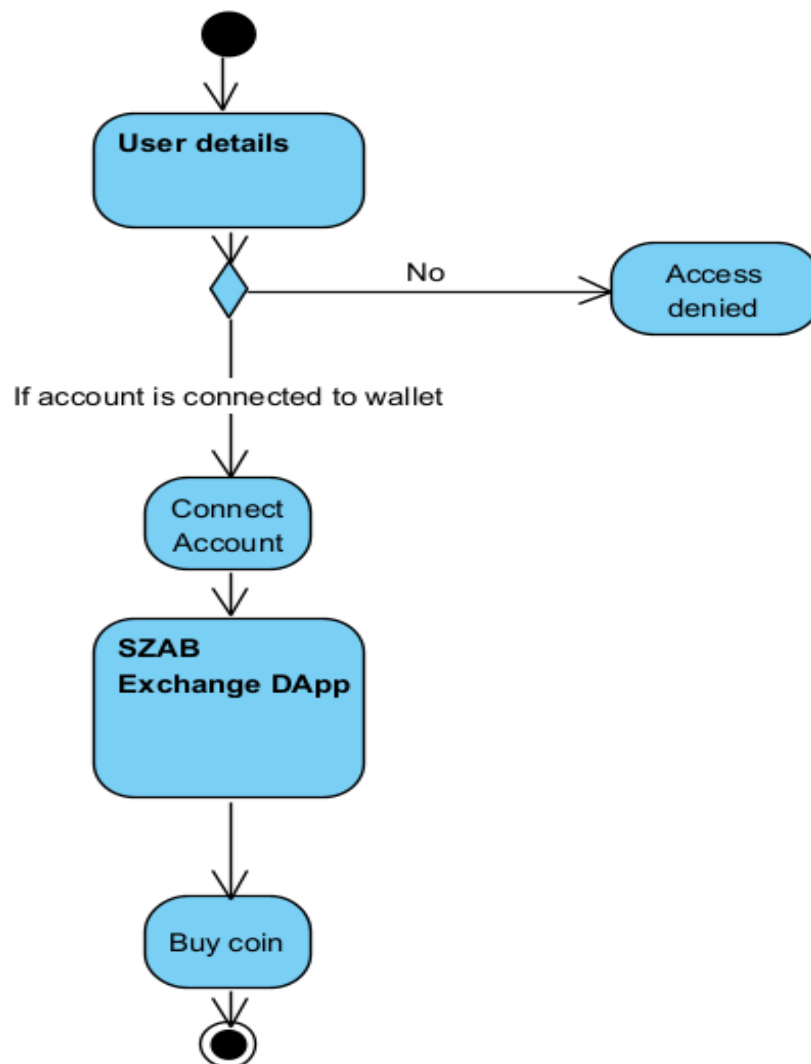 User details
No
Access
denied
If account is connected to wallet
Connect
Account
SZAB
Exchange DApp
Buy coin